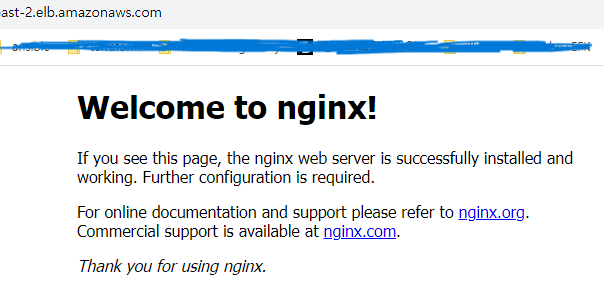 east-2.elb.amazonaws.com
Welcome to nginx!
If you see this page, the nginx web server is successfully installed and
working. Further configuration is required.
For online documentation and support please refer to nginx.org.
Commercial support is available at nginx.com.
Thank you for using nginx.